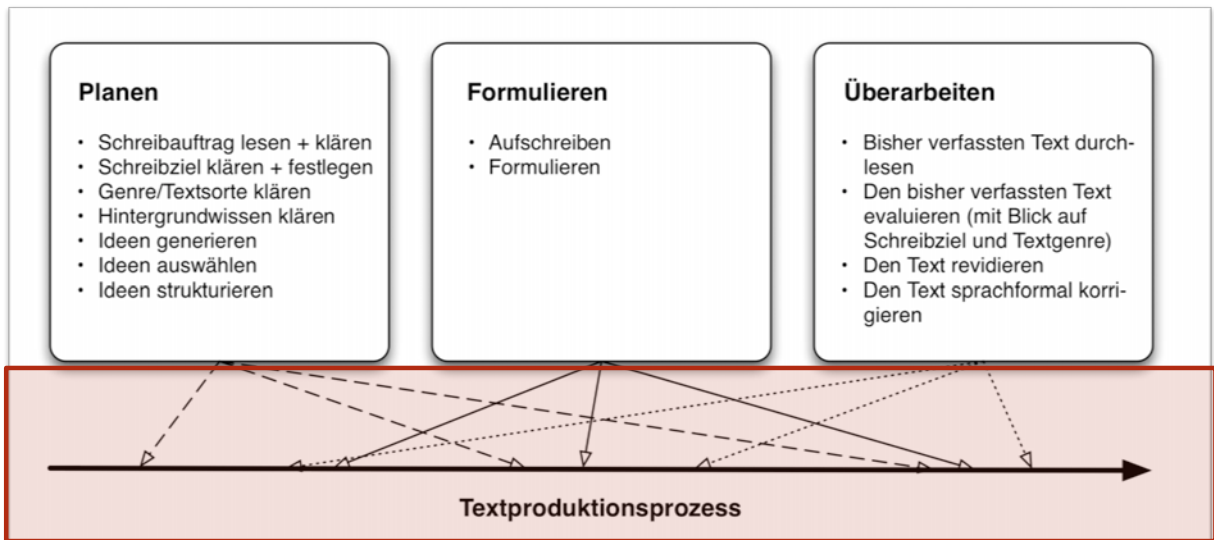 Planen
• Schreibauftrag lesen + klären
• Schreibziel klären + festlegen
• Genre/Textsorte klären
• Hintergrundwissen klären
• Ideen generieren
• Ideen auswählen
• Ideen strukturieren
Formulieren
• Aufschreiben
• Formulieren
Überarbeiten
• Bisher verfassten Text durch-
lesen
• Den bisher verfassten Text
evaluieren (mit Blick auf
Schreibziel und Textgenre)
• Den Text revidieren
• Den Text sprachformal korri-
gieren
Textproduktionsprozess